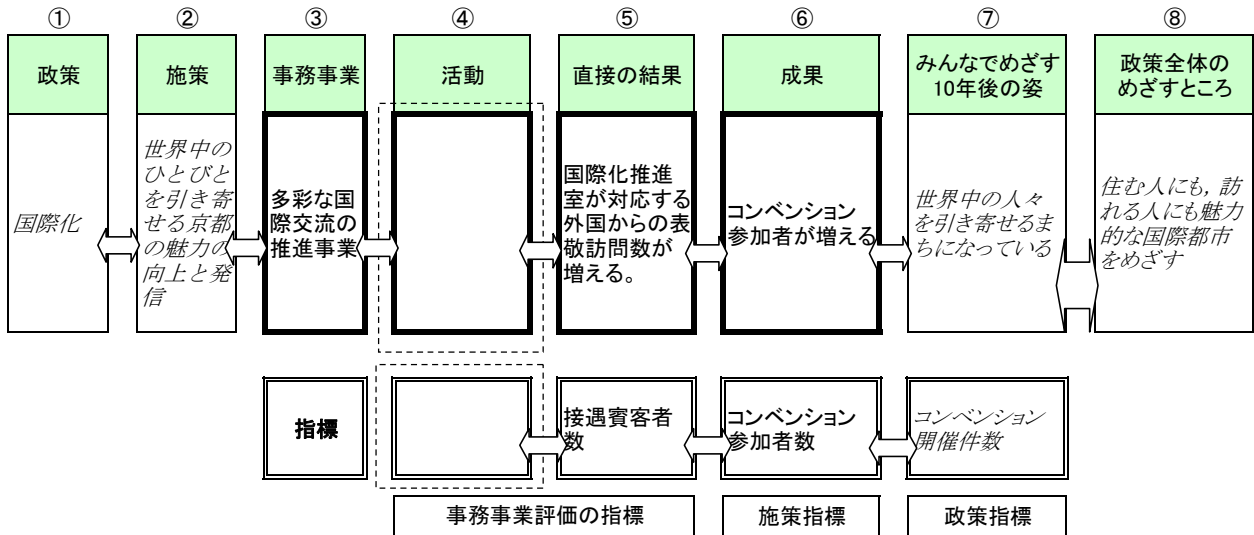 ① ② ③ ④ ⑤ ⑥ ⑦ ⑧
政策
施策
事務事業
活動
直接の結果
成果
みんなでめざす
10年後の姿
政策全体の
めざすところ
国際化
世界中の
ひとびと
を引き寄
せる京都
の魅力の
向上と発
信
多彩な国
際交流の
推進事業
国際化推進
室が対応する
外国からの表
敬訪問数が
増える。
コンベンション
参加者が増える
世界中の人々
を引き寄せるま
ちになっている
住む人にも，訪
れる人にも魅力
的な国際都市
をめざす
指標
接遇賓客者
数
コンベンション
参加者数
コンベンション
開催件数
事務事業評価の指標
施策指標
政策指標